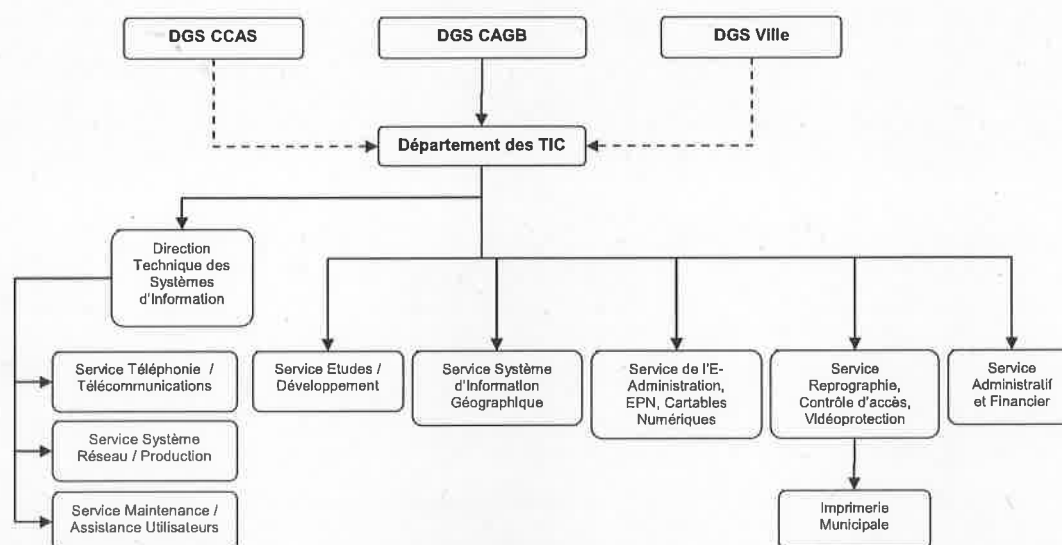 DGS CCAS
DGS CAGB
DGS Ville
Département des TIC
Direction
Technique des
Systèmes
d'Information
Service Téléphonie /
Télécommunications
Service Système
Réseau / Production
Service Maintenance /
Assistance Utilisateurs
Service Etudes /
Développement
Service Système
d'Information
Géographique
Service de l'E-
Administration,
EPN, Cartables
Numériques
Service
Reprographie,
Contrôle d'accès,
Vidéoprotection
Imprimerie
Municipale
Service
Administratif
et Financier